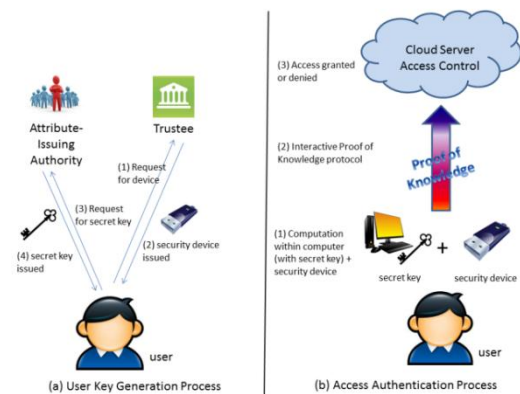 Attribute-
Issuing
Authority
Trustee
(1) Request
for device
(3) Request
for secret key
(4) secret key
issued
(2) security device
issued
user
(a) User Key Generation Process
Cloud Server
Access Control
(3) Access granted
or denied
(2) Interactive Proof of
Knowledge protocol
Proof of
Knowledge
(1) Computation
within computer
(with secret key) +
security device
+
secret key
security device
user
(b) Access Authentication Process